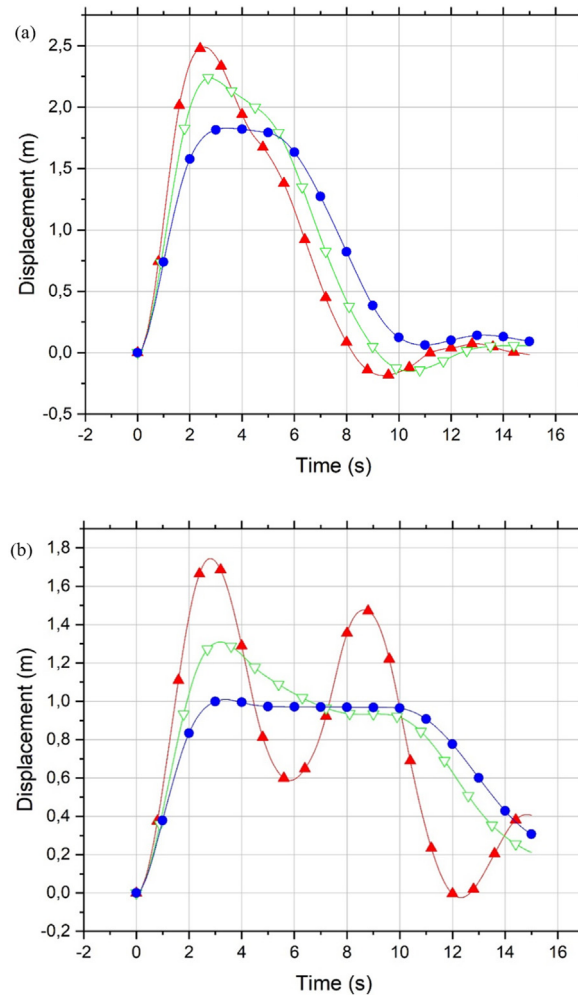 (a)
Displacement (m)
2,5
2,0
1,5
1,0
0,5
0,0
-0,5
-2 0 2 4 6 8 10 12 14 16
Time (s)
(b)
Displacement (m)
1,8
1,6
1,4
1,2
1,0
0,8
0,6
0,4
0,2
0,0
-0,2
-2 0 2 4 6 8 10 12 14 16
Time (s)